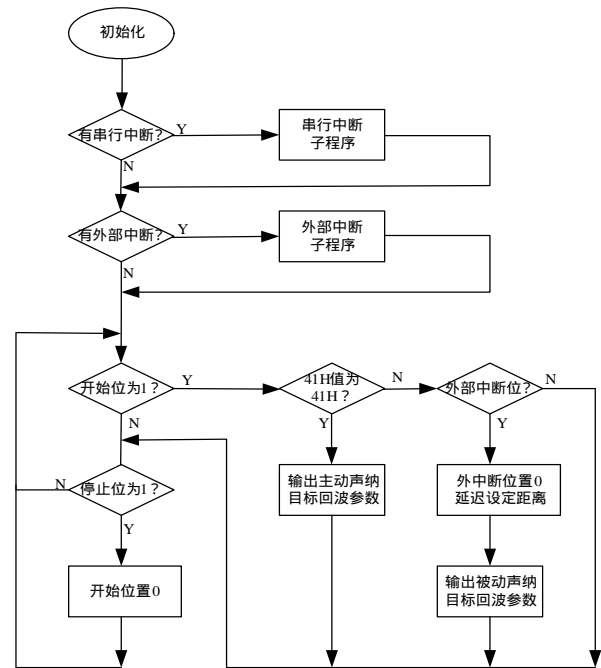 初始化
有串行中断?
Y
串行中断
子程序
N
有外部中断?
Y
外部中断
子程序
N
开始位为1?
Y
41H值为
41H ?
N
外部中断位?
N
N
Y
Y
输出主动声纳
目标回波参数
外中断位置0
延迟设定距离
N
停止位为1?
Y
开始位置0
输出被动声纳
目标回波参数